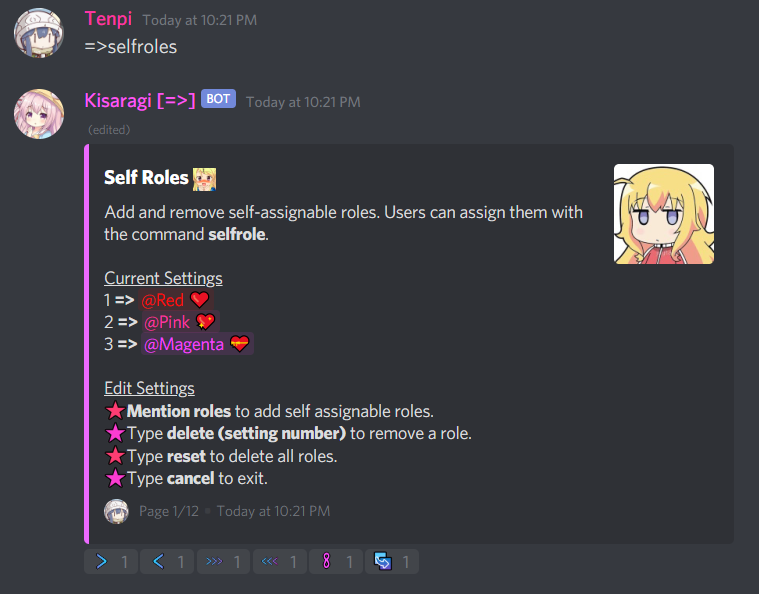 Tenpi Today at 10:21 PM
=>selfroles
Kisaragi [=>] BOT Today at 10:21 PM
(edited)
Self Roles
Add and remove self-assignable roles. Users can assign them with
the command selfrole.
Current Settings
1 => @Red
2 => @Pink
3 => @Magenta
Edit Settings
Mention roles to add self assignable roles.
Type delete (setting number) to remove a role.
Type reset to delete all roles.
Type cancel to exit.
Page 1/12 • Today at 10:21 PM
1 1 1 1 1 1